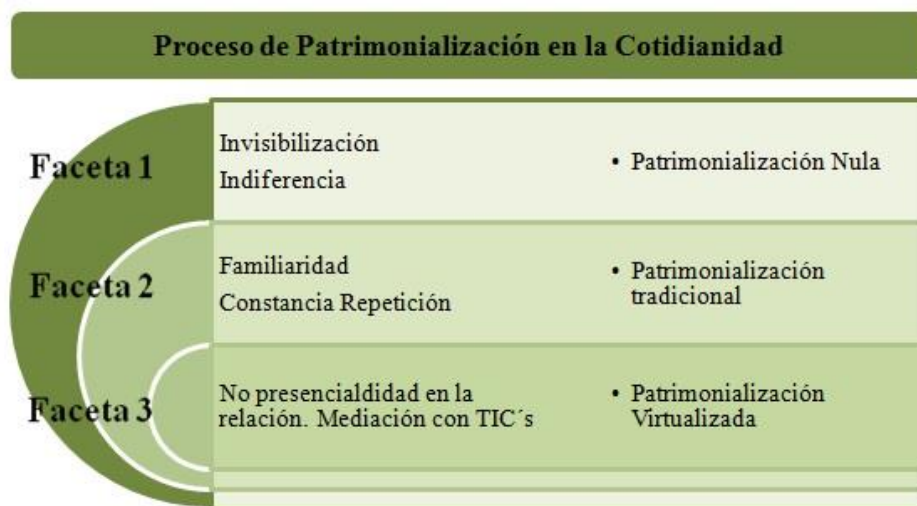 Proceso de Patrimonialización en la Cotidianidad
Faceta 1
Invisibilización
Indiferencia
• Patrimonialización Nula
Faceta 2
Familiaridad
Constancia Repetición
• Patrimonialización
tradicional
Faceta 3
No presencialdidad en la
relación. Mediación con TIC´s
• Patrimonialización
Virtualizada